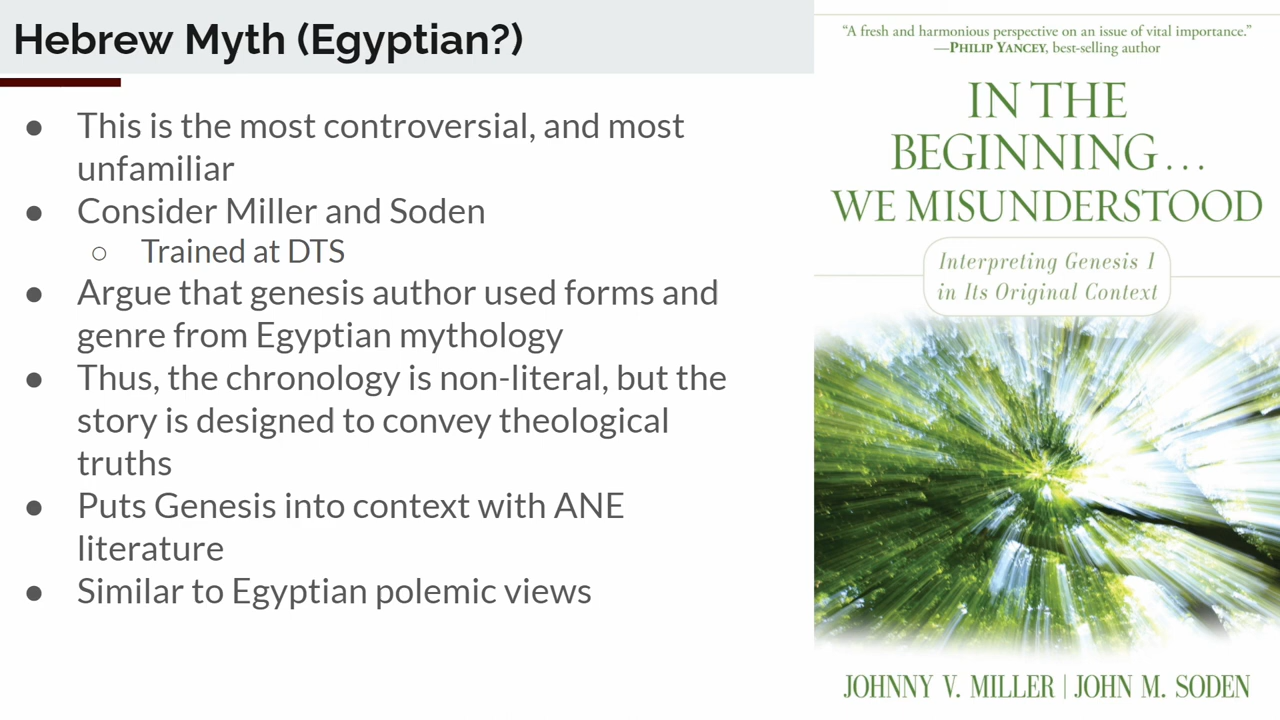 Hebrew Myth (Egyptian?)
● This is the most controversial, and most
unfamiliar
● Consider Miller and Soden
○ Trained at DTS
● Argue that genesis author used forms and
genre from Egyptian mythology
● Thus, the chronology is non-literal, but the
story is designed to convey theological
truths
● Puts Genesis into context with ANE
literature
● Similar to Egyptian polemic views
“A fresh and harmonious perspective on an issue of vital importance.”
—PHILIP YANCEY, best-selling author
IN THE
BEGINNING...
WE MISUNDERSTOOD
Interpreting Genesis 1
in Its Original Context
JOHNNY V. MILLER | JOHN M. SODEN